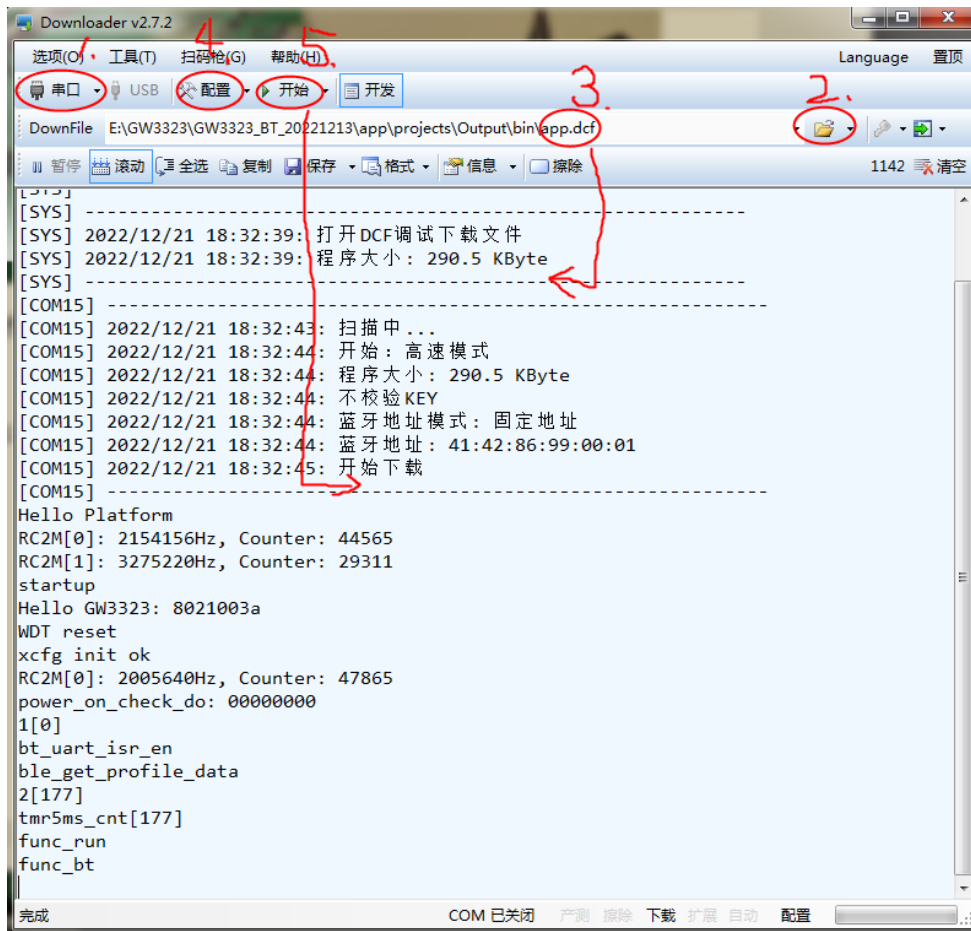 Downloader v2.7.2
1. 4 5.
选项(O) 工具(T) 扫码枪(G) 帮助(H) Language 置顶
串口 USB 配置 开始 开发 3. 2.
DownFile E:\GW3323\GW3323_BT_20221213\app\projects\Output\bin\app.dcf
暂停 滚动 全选 复制 保存 格式 信息 擦除 1142 清空
[SYS]
[SYS] ------------------------------------------------------------
[SYS] 2022/12/21 18:32:39: 打开DCF调试下载文件
[SYS] 2022/12/21 18:32:39: 程序大小: 290.5 KByte
[SYS] ------------------------------------------------------------
[COM15] ------------------------------------------------------------
[COM15] 2022/12/21 18:32:43: 扫描中...
[COM15] 2022/12/21 18:32:44: 开始: 高速模式
[COM15] 2022/12/21 18:32:44: 程序大小: 290.5 KByte
[COM15] 2022/12/21 18:32:44: 不校验KEY
[COM15] 2022/12/21 18:32:44: 蓝牙地址模式: 固定地址
[COM15] 2022/12/21 18:32:44: 蓝牙地址: 41:42:86:99:00:01
[COM15] 2022/12/21 18:32:45: 开始下载
[COM15] ------------------------------------------------------------
Hello Platform
RC2M[0]: 2154156Hz, Counter: 44565
RC2M[1]: 3275220Hz, Counter: 29311
startup
Hello GW3323: 8021003a
WDT reset
xcfg init ok
RC2M[0]: 2005640Hz, Counter: 47865
power_on_check_do: 00000000
1[0]
bt_uart_isr_en
ble_get_profile_data
2[177]
tmr5ms_cnt[177]
func_run
func_bt
完成 COM 已关闭 产测 擦除 下载 扩展 自动 配置